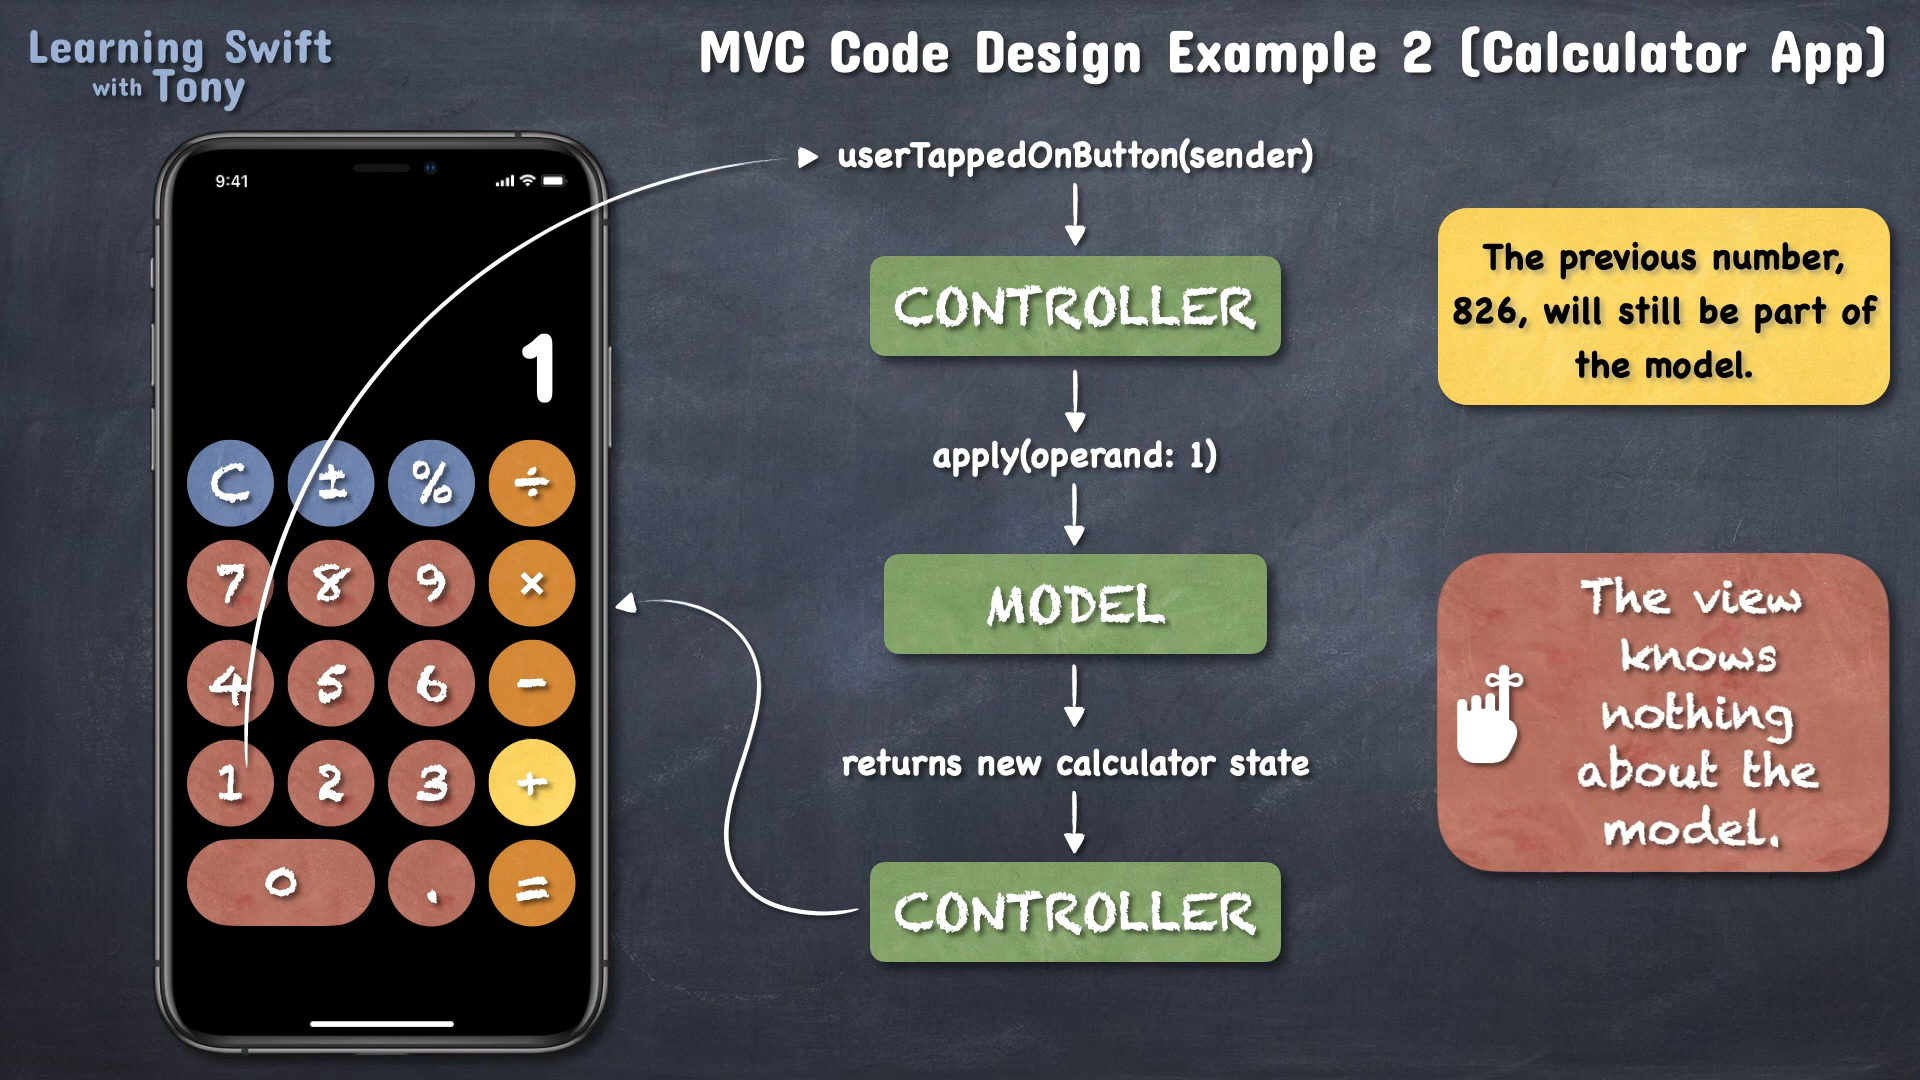 Learning Swift
with Tony
MVC Code Design Example 2 (Calculator App)
9:41
1
C ± % ÷
7 8 9 ×
4 5 6 −
1 2 3 +
0 . =
userTappedOnButton(sender)
CONTROLLER
apply(operand: 1)
MODEL
returns new calculator state
CONTROLLER
The previous number,
826, will still be part of
the model.
The view
knows
nothing
about the
model.